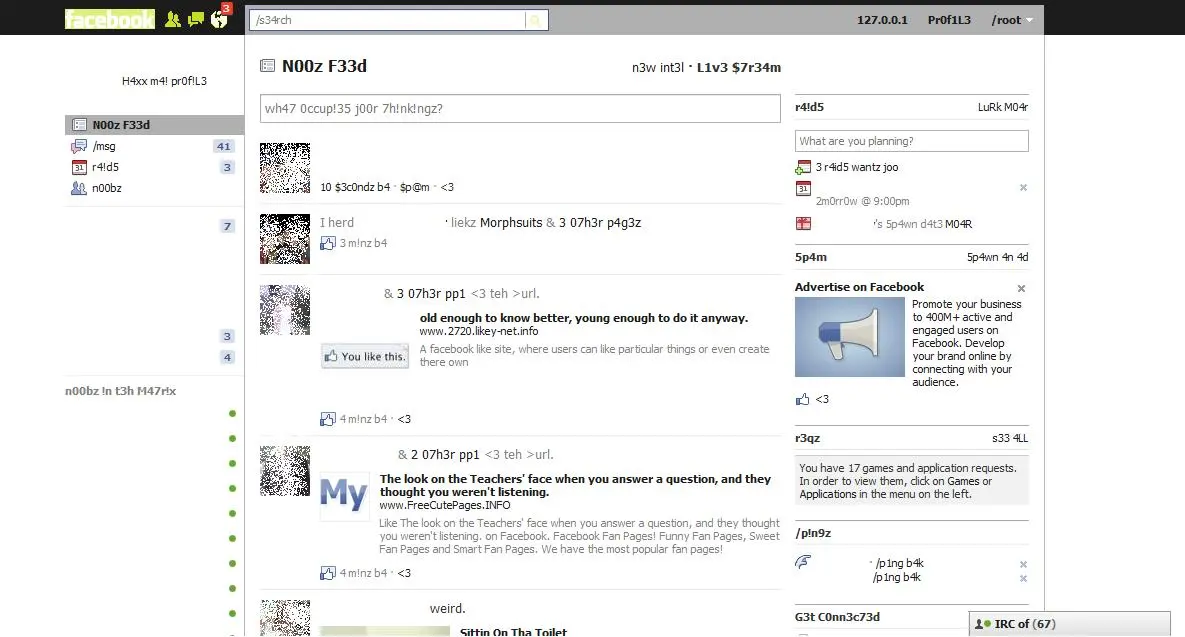 facebook
3
/s34rch
127.0.0.1 Pr0f1L3 /root
H4xx m4! pr0f!L3
N00z F33d
/msg 41
r4!d5 3
n00bz
7
3
4
n00bz !n t3h M47r!x
N00z F33d
n3w int3l · L1v3 $7r34m
wh47 0ccup!35 j00r 7h!nk!ngz?
10 $3c0ndz b4 · $p@m · <3
I herd · liekz Morphsuits & 3 07h3r p4g3z
3 m!nz b4
& 3 07h3r pp1 <3 teh >url.
old enough to know better, young enough to do it anyway.
www.2720.likey-net.info
You like this.
A facebook like site, where users can like particular things or even create
there own
4 m!nz b4 · <3
& 2 07h3r pp1 <3 teh >url.
My
The look on the Teachers' face when you answer a question, and they
thought you weren't listening.
www.FreeCutePages.INFO
Like The look on the Teachers' face when you answer a question, and they thought
you weren't listening. on Facebook. Facebook Fan Pages! Funny Fan Pages, Sweet
Fan Pages and Smart Fan Pages. We have the most popular fan pages!
4 m!nz b4 · <3
weird.
Sittin On Tha Toilet
r4!d5 LuRk M04r
What are you planning?
3 r4id5 wantz joo
31
2m0rr0w @ 9:00pm
's 5p4wn d4t3 M04R
5p4m 5p4wn 4n 4d
Advertise on Facebook
Promote your business
to 400M+ active and
engaged users on
Facebook. Develop
your brand online by
connecting with your
audience.
<3
r3qz s33 4LL
You have 17 games and application requests.
In order to view them, click on Games or
Applications in the menu on the left.
/p!n9z
· /p1ng b4k
/p1ng b4k
G3t C0nn3c73d
IRC of (67)